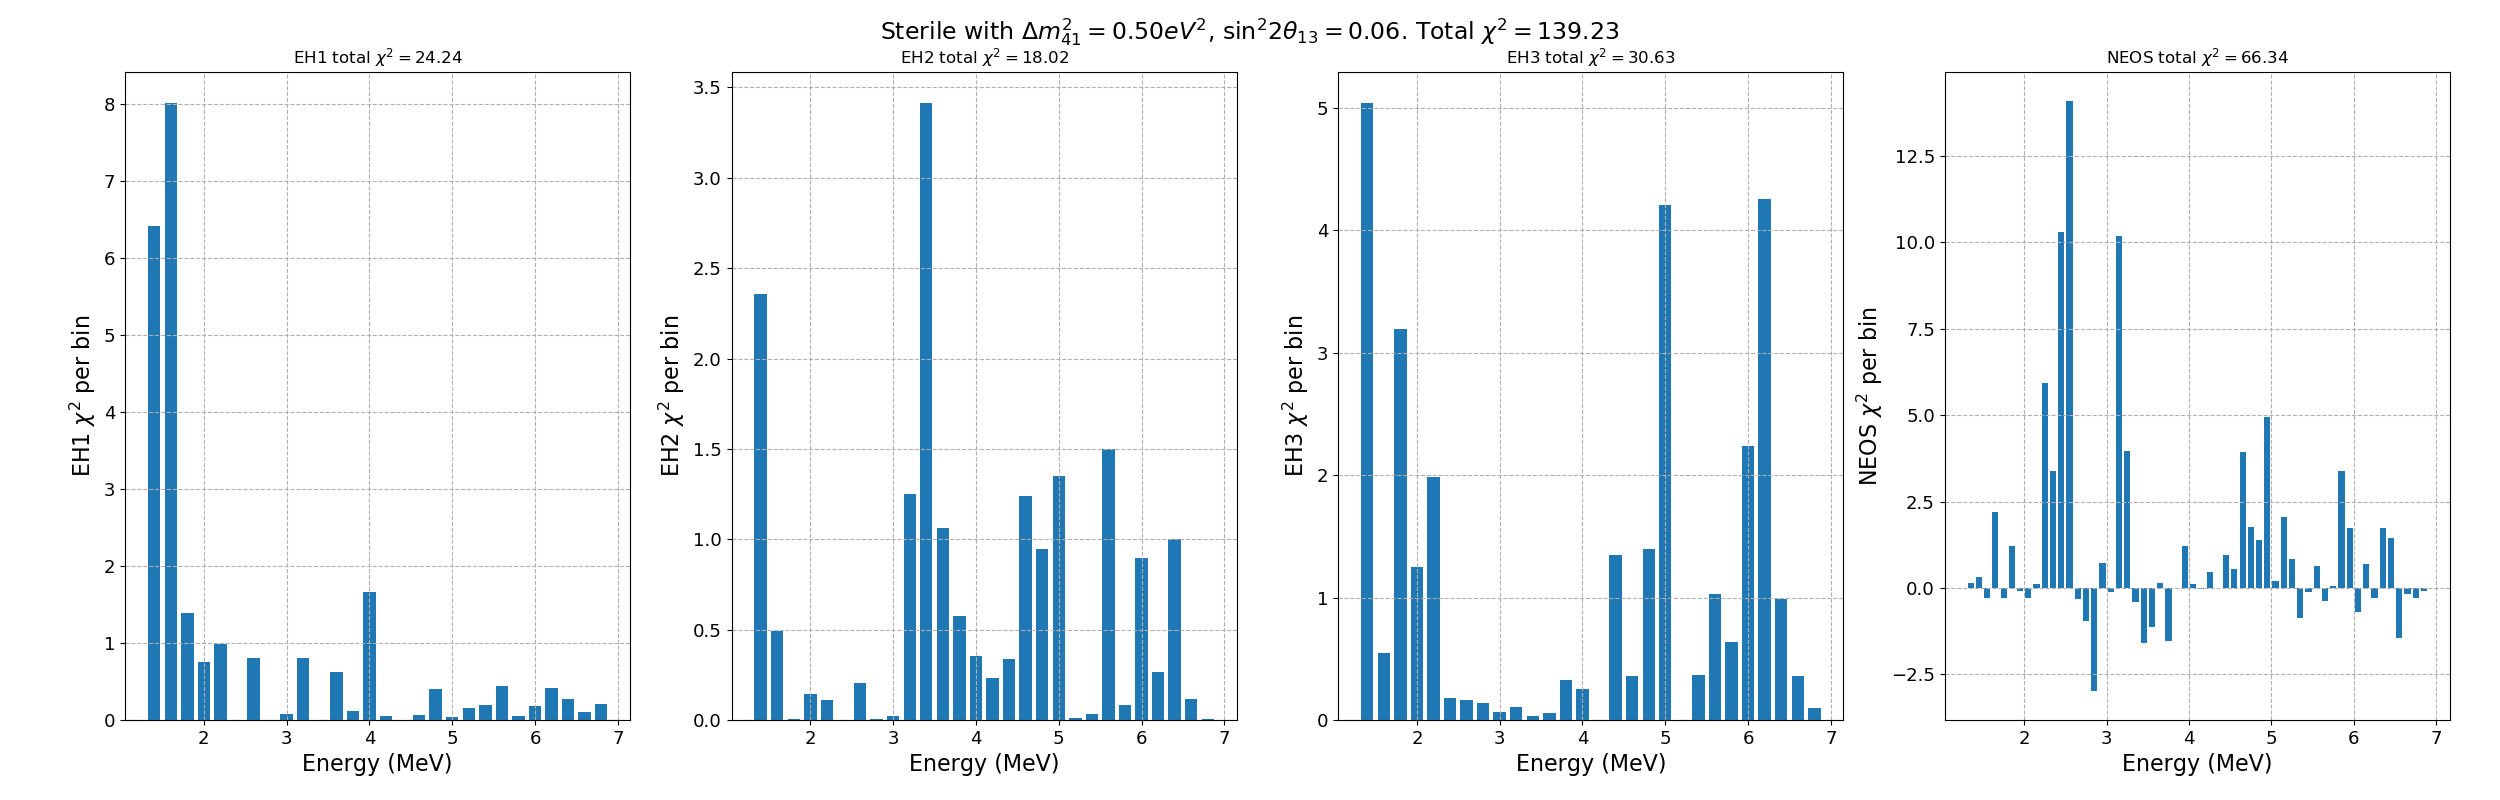 Sterile with Δm²₄₁ = 0.50eV², sin²2θ₁₃ = 0.06. Total χ² = 139.23
EH1 total χ² = 24.24
EH1 χ² per bin
8
7
6
5
4
3
2
1
0
2 3 4 5 6 7
Energy (MeV)
EH2 total χ² = 18.02
EH2 χ² per bin
3.5
3.0
2.5
2.0
1.5
1.0
0.5
0.0
2 3 4 5 6 7
Energy (MeV)
EH3 total χ² = 30.63
EH3 χ² per bin
5
4
3
2
1
0
2 3 4 5 6 7
Energy (MeV)
NEOS total χ² = 66.34
NEOS χ² per bin
12.5
10.0
7.5
5.0
2.5
0.0
−2.5
2 3 4 5 6 7
Energy (MeV)